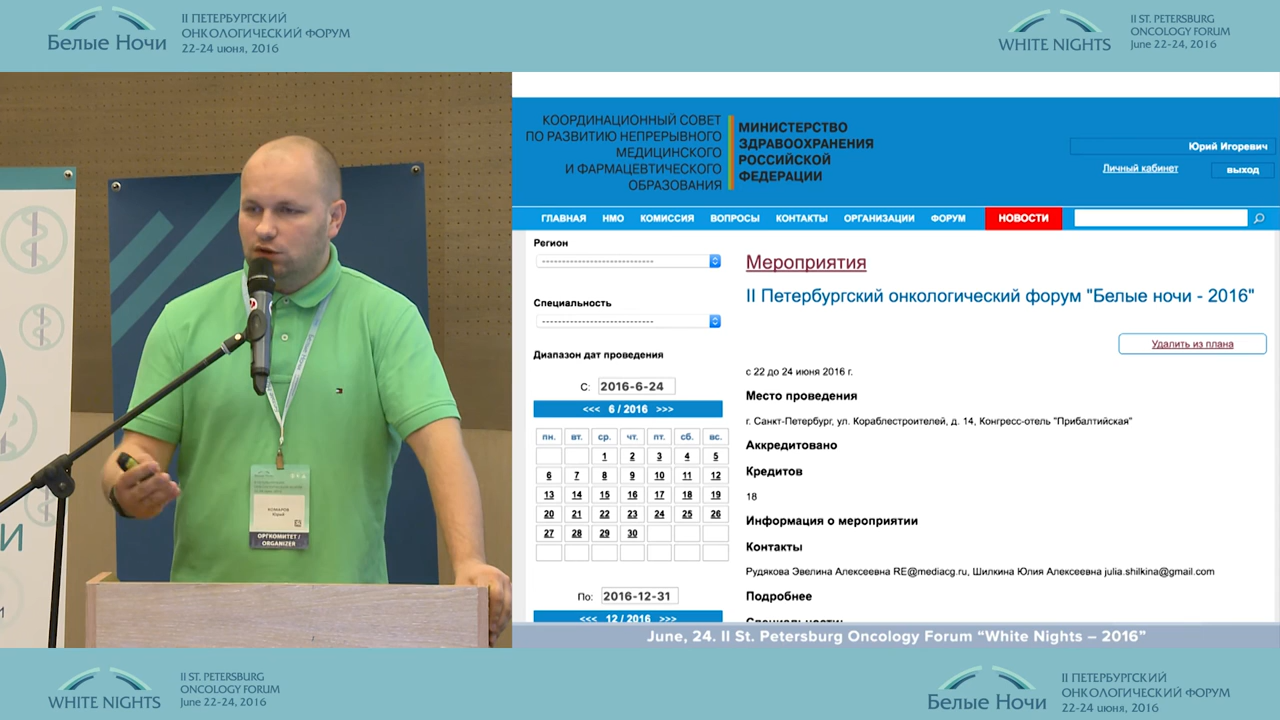 Белые Ночи
II ПЕТЕРБУРГСКИЙ
ОНКОЛОГИЧЕСКИЙ ФОРУМ
22-24 июня, 2016
WHITE NIGHTS
II ST. PETERSBURG
ONCOLOGY FORUM
June 22-24, 2016
КООРДИНАЦИОННЫЙ СОВЕТ
ПО РАЗВИТИЮ НЕПРЕРЫВНОГО
МЕДИЦИНСКОГО
И ФАРМАЦЕВТИЧЕСКОГО
ОБРАЗОВАНИЯ
МИНИСТЕРСТВО
ЗДРАВООХРАНЕНИЯ
РОССИЙСКОЙ
ФЕДЕРАЦИИ
Юрий Игоревич
Личный кабинет
выход
ГЛАВНАЯ НМО КОМИССИЯ ВОПРОСЫ КОНТАКТЫ ОРГАНИЗАЦИИ ФОРУМ НОВОСТИ
Регион
----------------------------
Специальность
----------------------------
Диапазон дат проведения
С: 2016-6-24
<<< 6 / 2016 >>>
пн. вт. ср. чт. пт. сб. вс.
1 2 3 4 5
6 7 8 9 10 11 12
13 14 15 16 17 18 19
20 21 22 23 24 25 26
27 28 29 30
По: 2016-12-31
<<< 12 / 2016 >>>
Мероприятия
II Петербургский онкологический форум "Белые ночи - 2016"
Удалить из плана
с 22 до 24 июня 2016 г.
Место проведения
г. Санкт-Петербург, ул. Кораблестроителей, д. 14, Конгресс-отель "Прибалтийская"
Аккредитовано
Кредитов
18
Информация о мероприятии
Контакты
Рудякова Эвелина Алексеевна RE@mediacg.ru, Шилкина Юлия Алексеевна julia.shilkina@gmail.com
Подробнее
Специальности:
КОМАРОВ
Юрий
ОРГКОМИТЕТ /
ORGANIZER
И
June, 24. II St. Petersburg Oncology Forum “White Nights – 2016”
WHITE NIGHTS
II ST. PETERSBURG
ONCOLOGY FORUM
June 22-24, 2016
Белые Ночи
II ПЕТЕРБУРГСКИЙ
ОНКОЛОГИЧЕСКИЙ ФОРУМ
22-24 июня, 2016